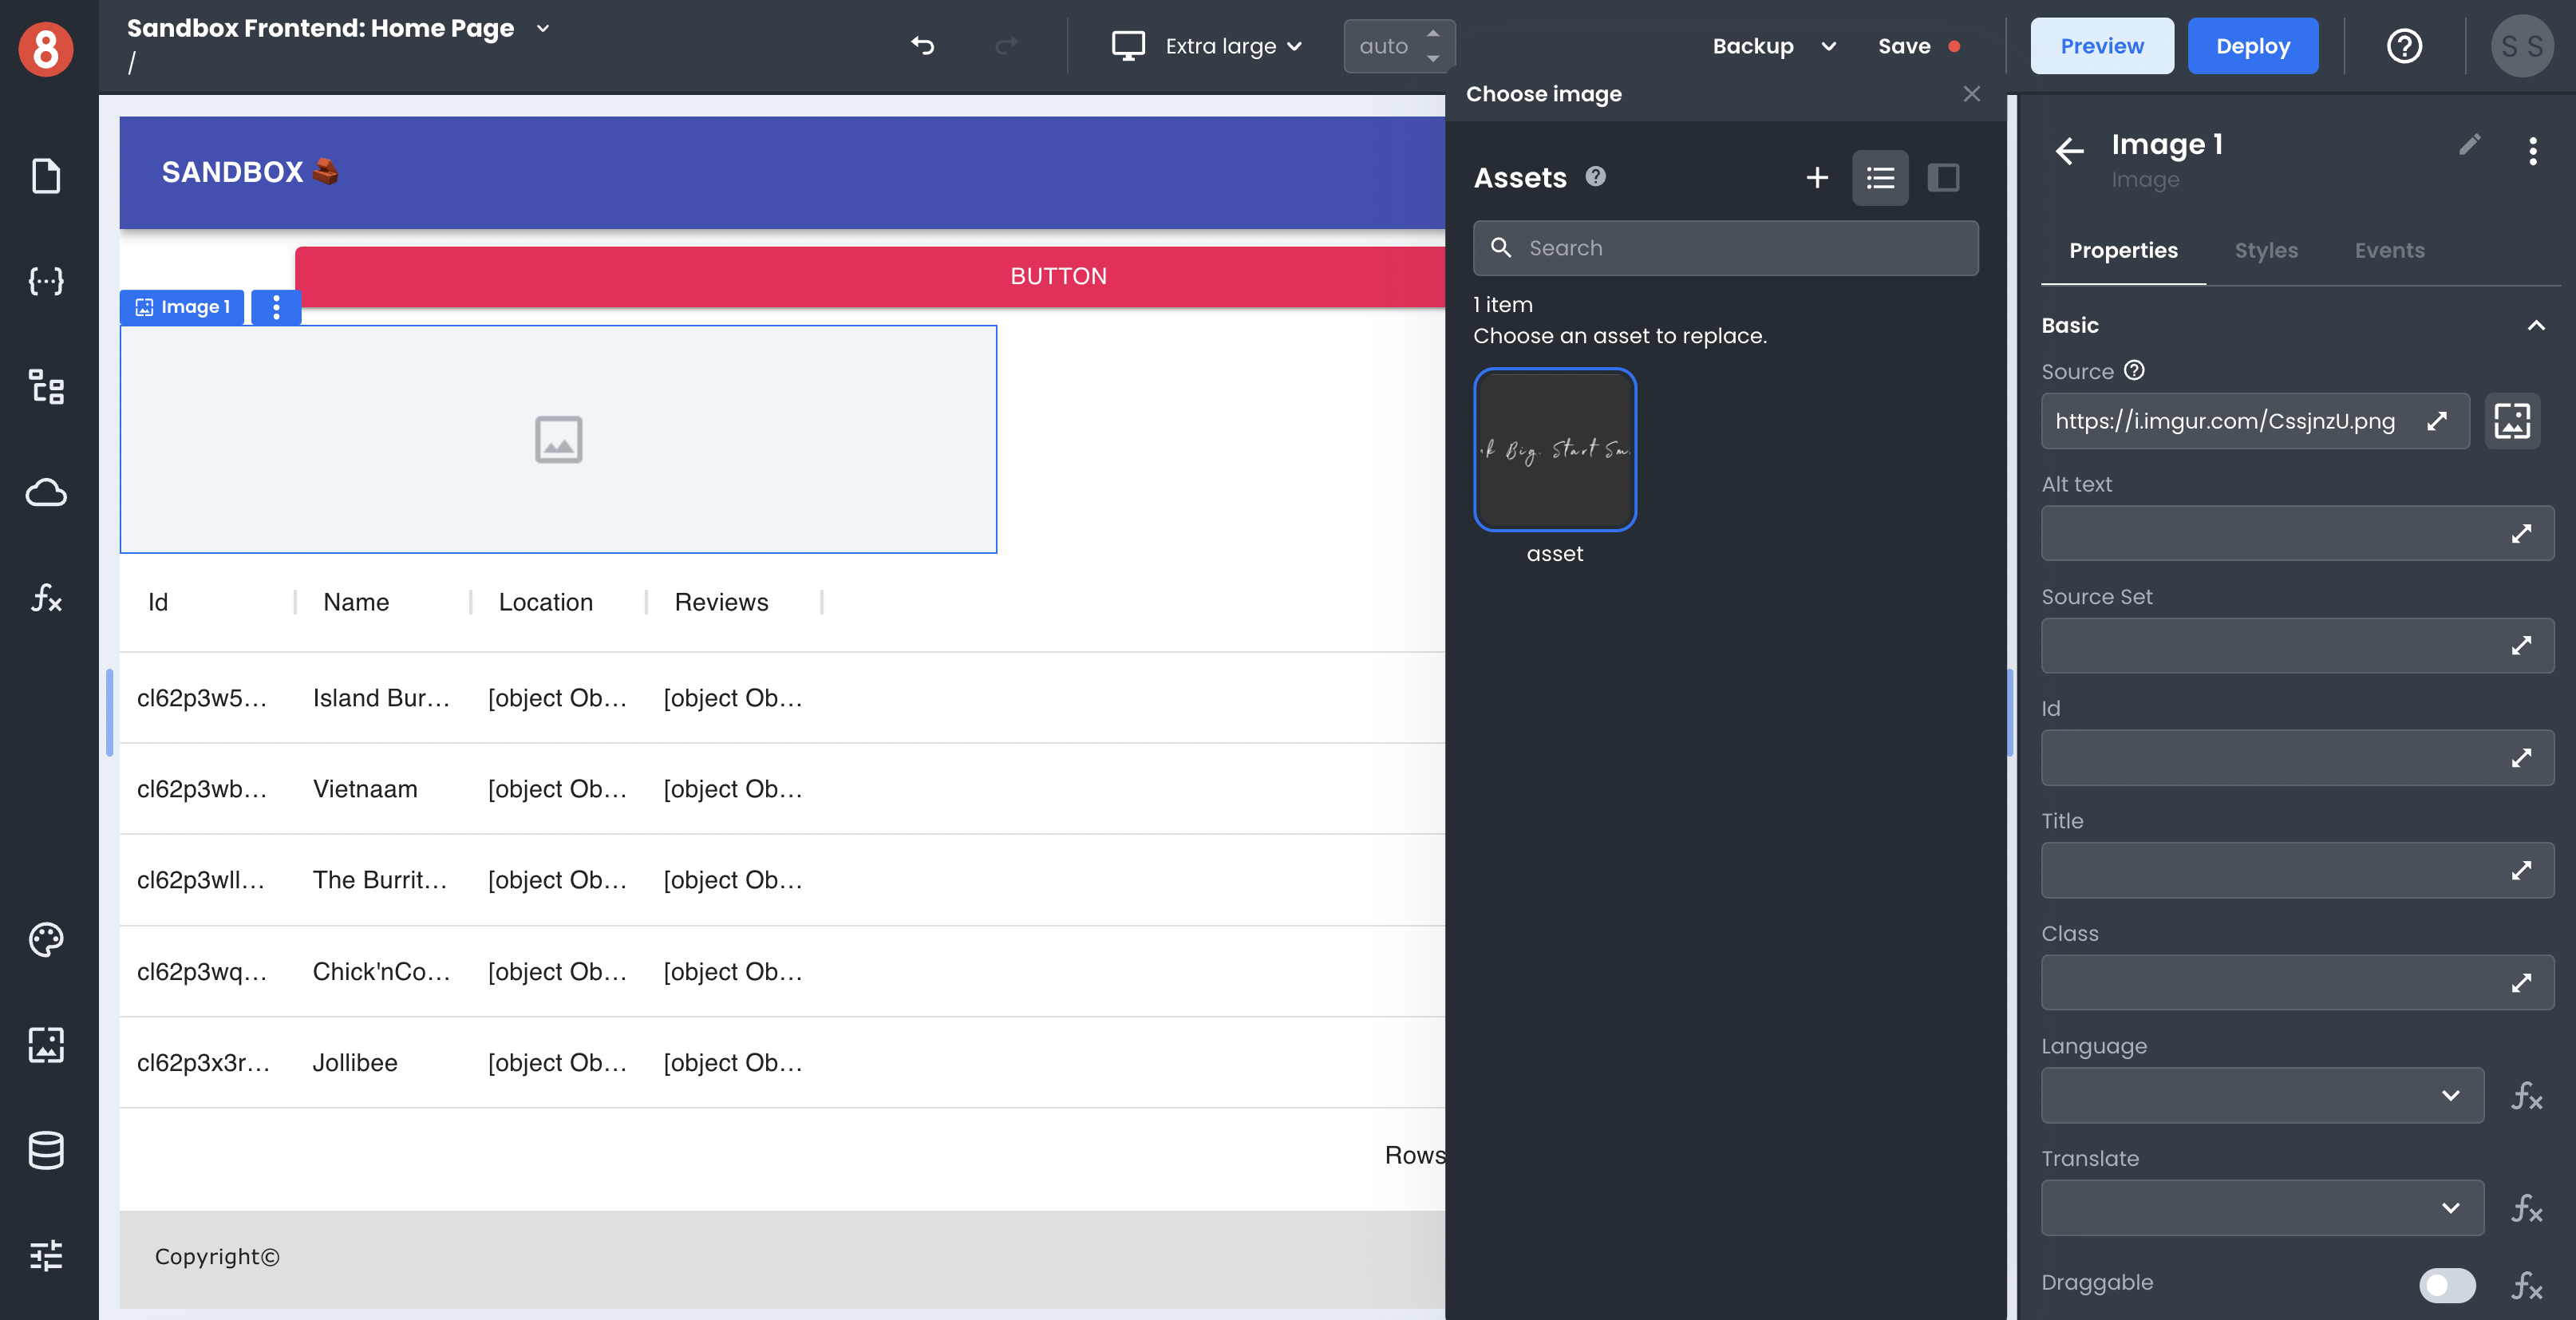 8
Sandbox Frontend: Home Page
/
Extra large
auto
Backup
Save
Preview
Deploy
S S
SANDBOX
BUTTON
Image 1
Id Name Location Reviews
cl62p3w5... Island Bur... [object Ob... [object Ob...
cl62p3wb... Vietnaam [object Ob... [object Ob...
cl62p3wll... The Burrit... [object Ob... [object Ob...
cl62p3wq... Chick'nCo... [object Ob... [object Ob...
cl62p3x3r... Jollibee [object Ob... [object Ob...
Rows
Copyright©
Choose image
Assets
Search
1 item
Choose an asset to replace.
k Big. Start Sm
asset
Image 1
Image
Properties Styles Events
Basic
Source
https://i.imgur.com/CssjnzU.png
Alt text
Source Set
Id
Title
Class
Language
fx
Translate
fx
Draggable
fx